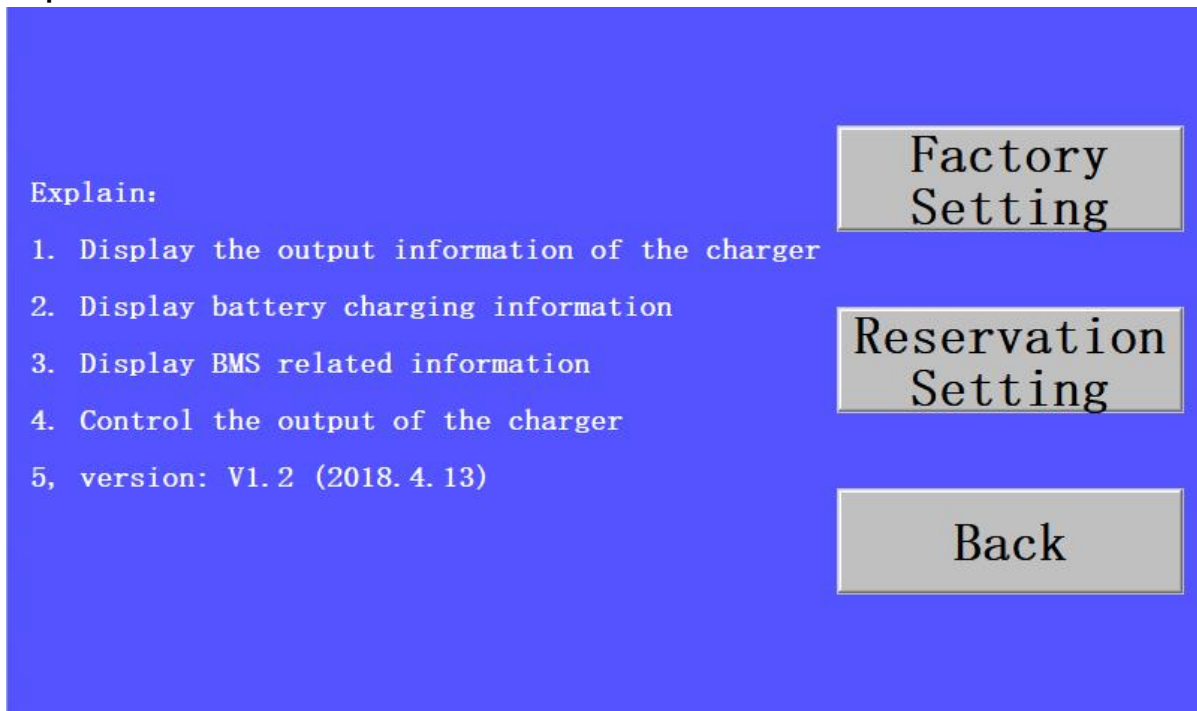 Explain:
1. Display the output information of the charger
2. Display battery charging information
3. Display BMS related information
4. Control the output of the charger
5, version: V1.2 (2018.4.13)
Factory
Setting
Reservation
Setting
Back